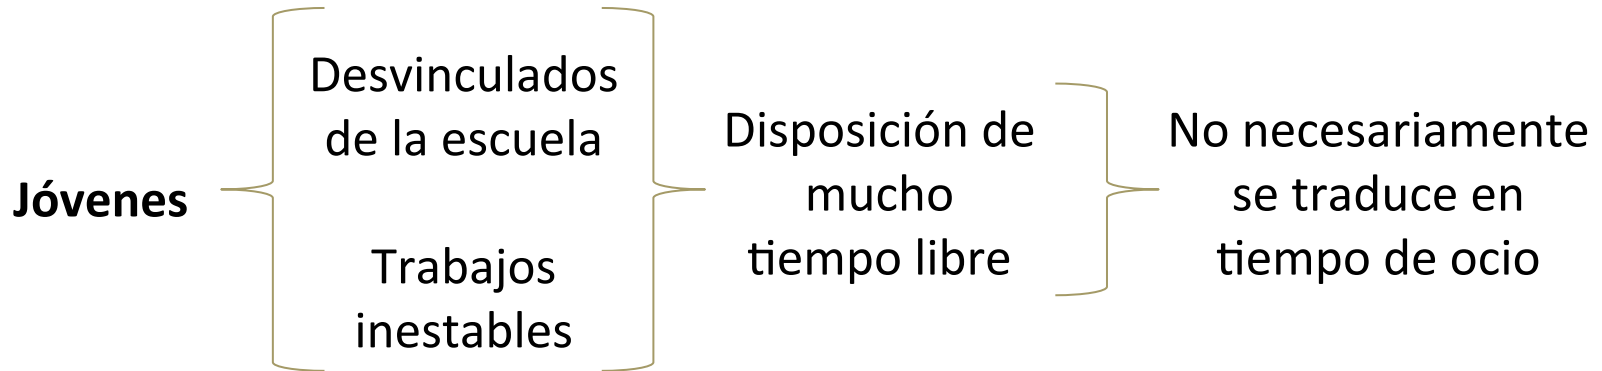 Jóvenes
Desvinculados
de la escuela
Trabajos
inestables
Disposición de
mucho
tiempo libre
No necesariamente
se traduce en
tiempo de ocio